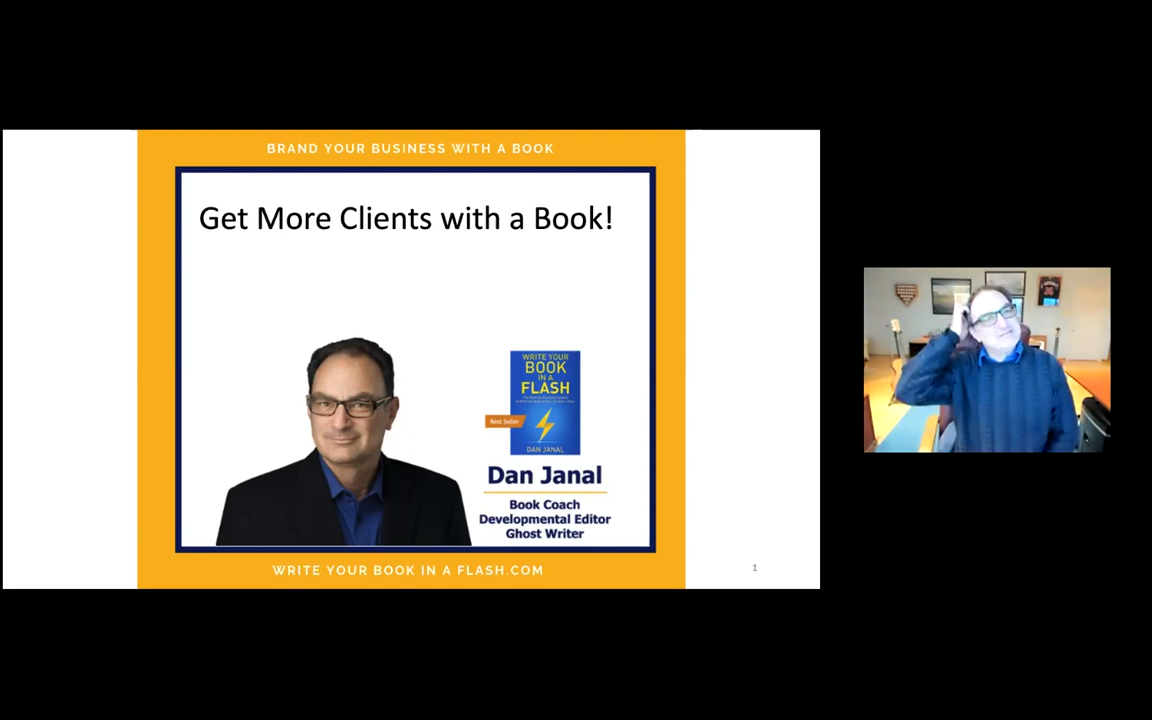 BRAND YOUR BUSINESS WITH A BOOK
Get More Clients with a Book!
WRITE YOUR
BOOK
IN A
FLASH
Best Seller
DAN JANAL
Dan Janal
Book Coach
Developmental Editor
Ghost Writer
WRITE YOUR BOOK IN A FLASH.COM
1